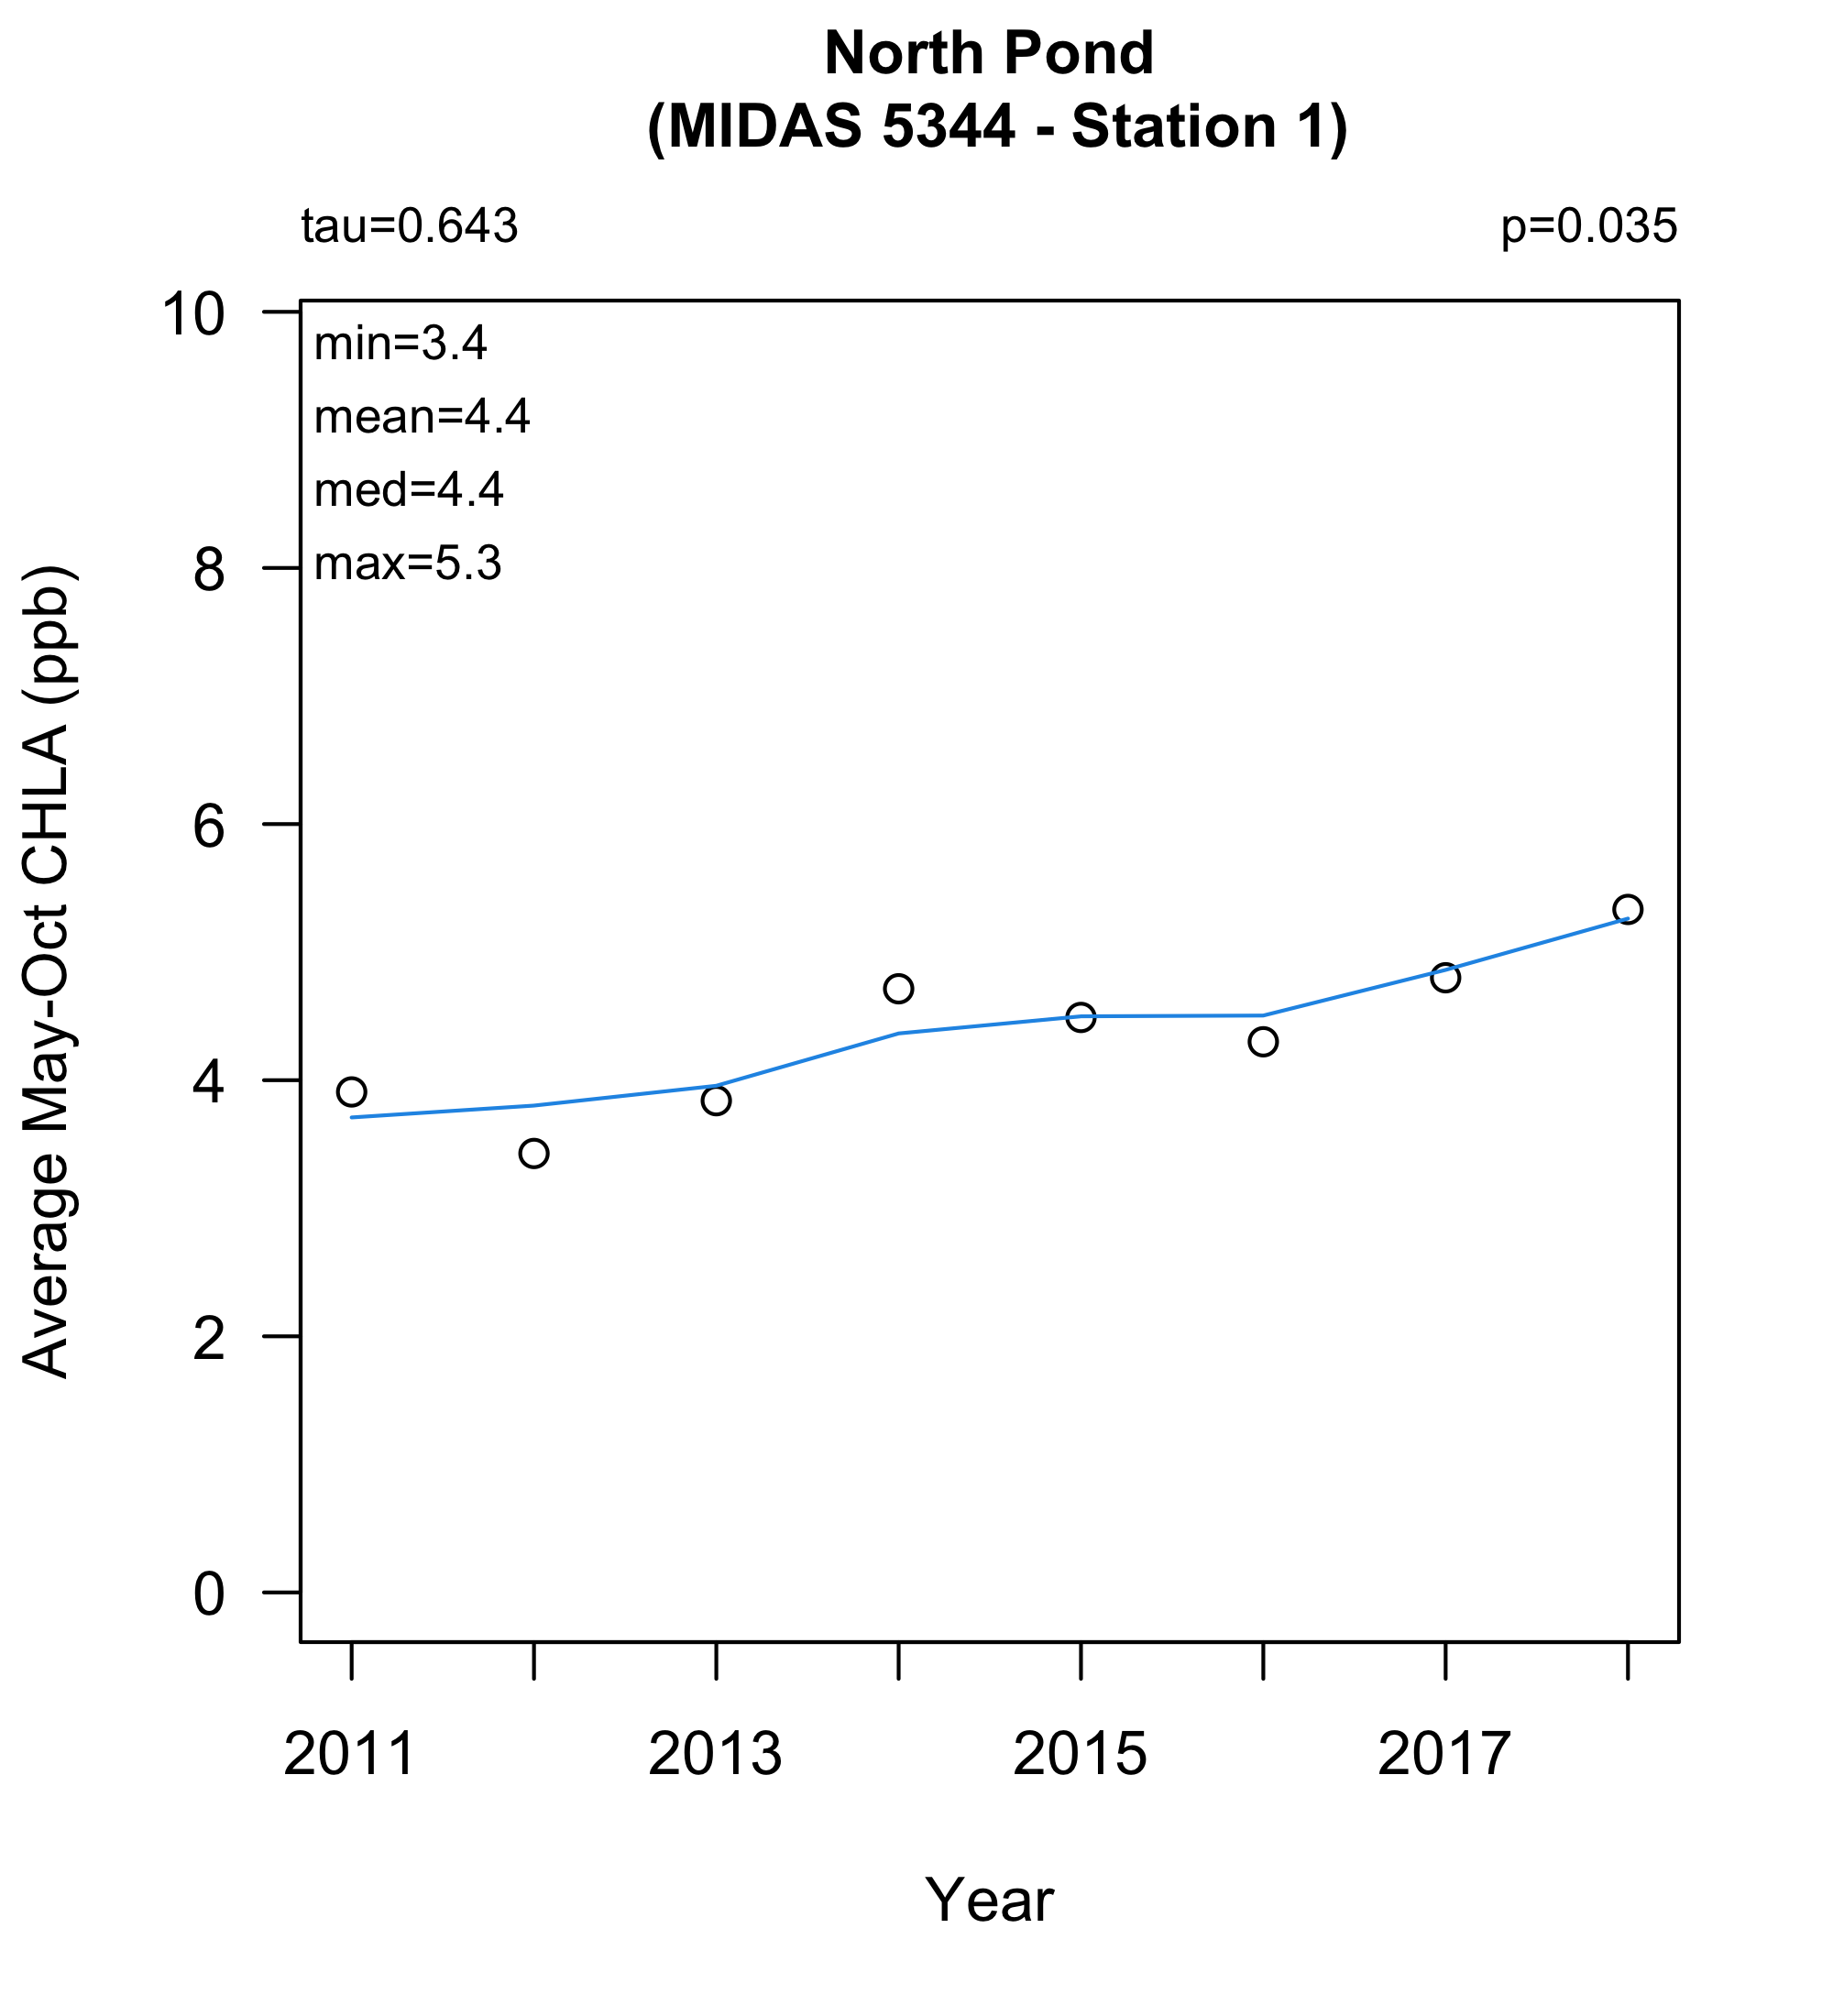 North Pond
(MIDAS 5344 - Station 1)
tau=0.643
p=0.035
min=3.4
mean=4.4
med=4.4
max=5.3
Average May-Oct CHLA (ppb)
10
8
6
4
2
0
2011
2013
2015
2017
Year